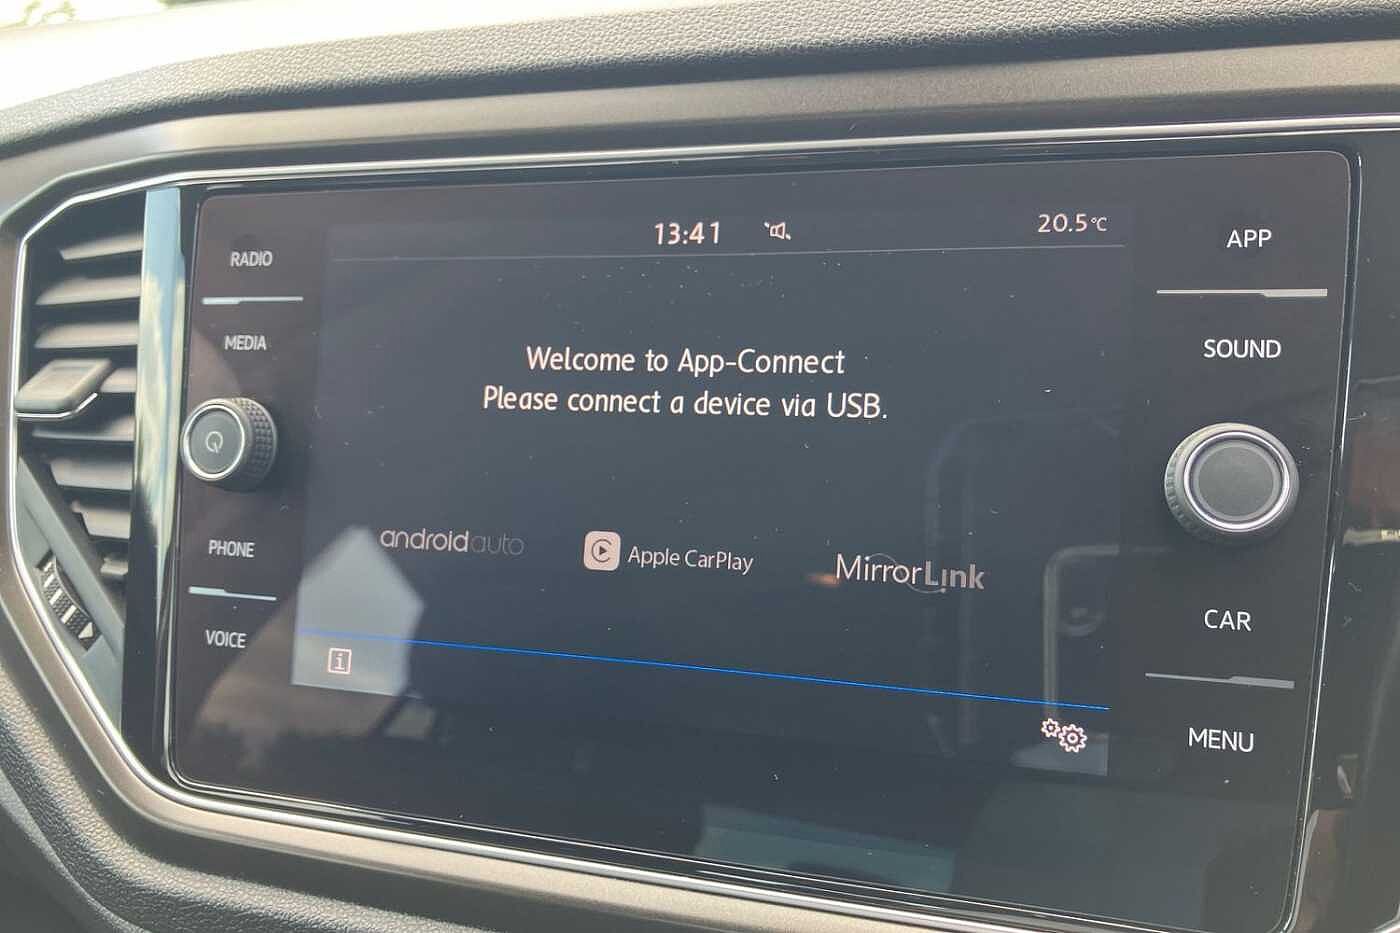 13:41
20.5°C
RADIO
MEDIA
PHONE
VOICE
Welcome to App-Connect
Please connect a device via USB.
androidauto
Apple CarPlay
MirrorLink
i
APP
SOUND
CAR
MENU